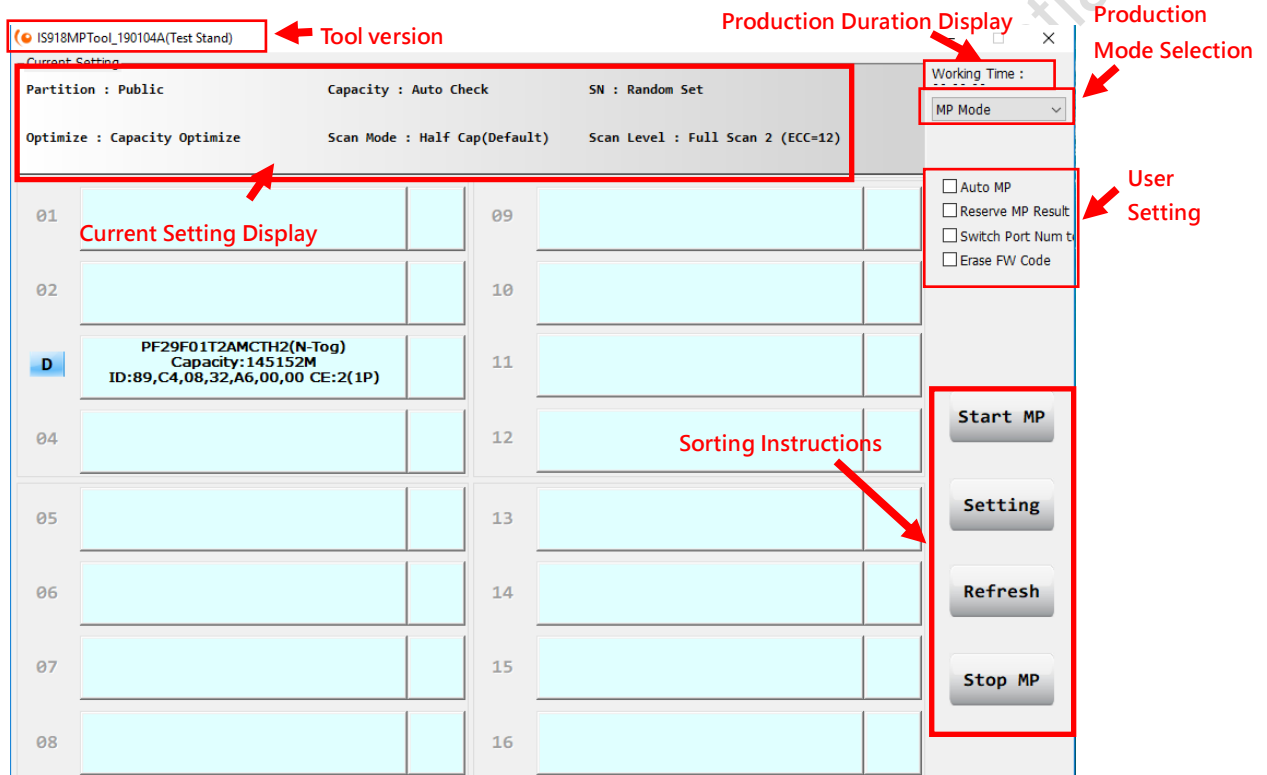 Production Duration Display
Production
Mode Selection
IS918MPTool_190104A(Test Stand)
Tool version
Current Setting
Working Time :
Partition : Public
Capacity : Auto Check
SN : Random Set
MP Mode
Optimize : Capacity Optimize
Scan Mode : Half Cap(Default)
Scan Level : Full Scan 2 (ECC=12)
Auto MP
Reserve MP Result
Switch Port Num
Erase FW Code
User
Setting
Current Setting Display
01
09
02
10
D
PF29F01T2AMCTH2(N-Tog)
Capacity:145152M
ID:89,C4,08,32,A6,00,00 CE:2(1P)
11
04
12
Sorting Instructions
Start MP
05
13
Setting
06
14
Refresh
07
15
Stop MP
08
16